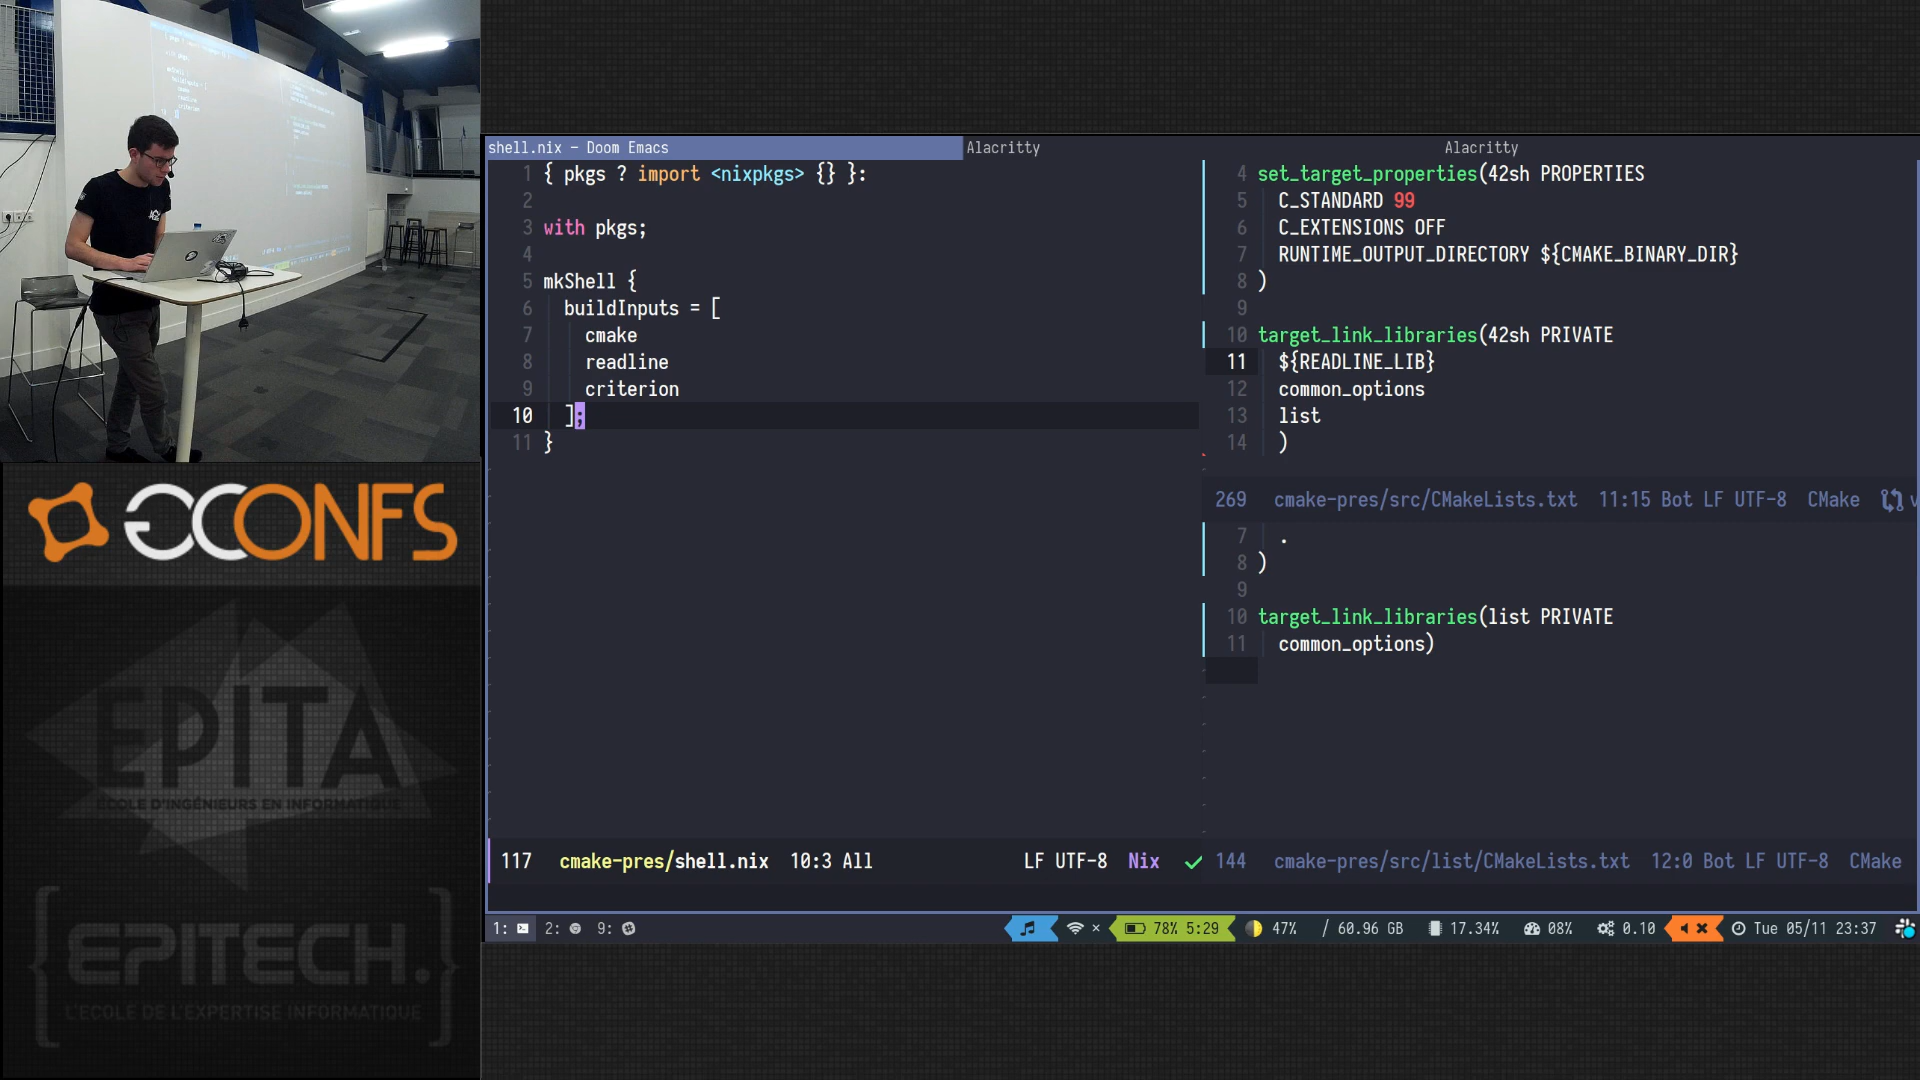 GCONFS
EPITA
ÉCOLE D'INGÉNIEURS EN INFORMATIQUE
{EPITECH.}
L'ECOLE DE L'EXPERTISE INFORMATIQUE
shell.nix - Doom Emacs
Alacritty
Alacritty
1 { pkgs ? import <nixpkgs> {} }:
2
3 with pkgs;
4
5 mkShell {
6 buildInputs = [
7 cmake
8 readline
9 criterion
10 ];
11 }
117 cmake-pres/shell.nix 10:3 All LF UTF-8 Nix
4 set_target_properties(42sh PROPERTIES
5 C_STANDARD 99
6 C_EXTENSIONS OFF
7 RUNTIME_OUTPUT_DIRECTORY ${CMAKE_BINARY_DIR}
8 )
9
10 target_link_libraries(42sh PRIVATE
11 ${READLINE_LIB}
12 common_options
13 list
14 )
269 cmake-pres/src/CMakeLists.txt 11:15 Bot LF UTF-8 CMake v
7 .
8 )
9
10 target_link_libraries(list PRIVATE
11 common_options)
144 cmake-pres/src/list/CMakeLists.txt 12:0 Bot LF UTF-8 CMake
1: 2: 9: × 78% 5:29 47% / 60.96 GB 17.34% 08% 0.10 Tue 05/11 23:37